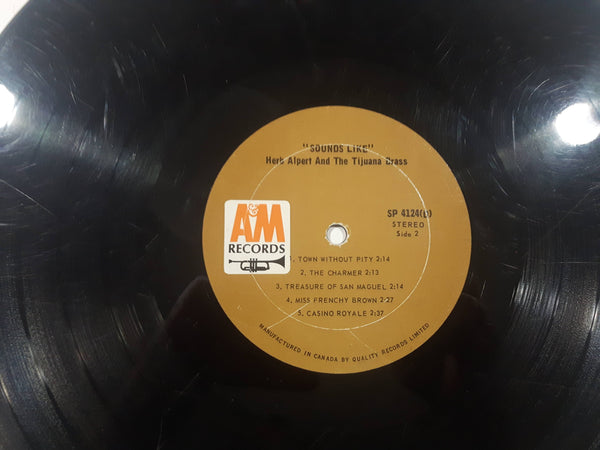 "SOUNDS LIKE"
Herb Alpert And The Tijuana Brass
A&M
RECORDS
SP 4124
STEREO
Side 2
1. TOWN WITHOUT PITY 2:14
2. THE CHARMER 2:13
3. TREASURE OF SAN MAGUEL 2:14
4. MISS FRENCHY BROWN 2:27
5. CASINO ROYALE 2:37
MANUFACTURED IN CANADA BY QUALITY RECORDS LIMITED